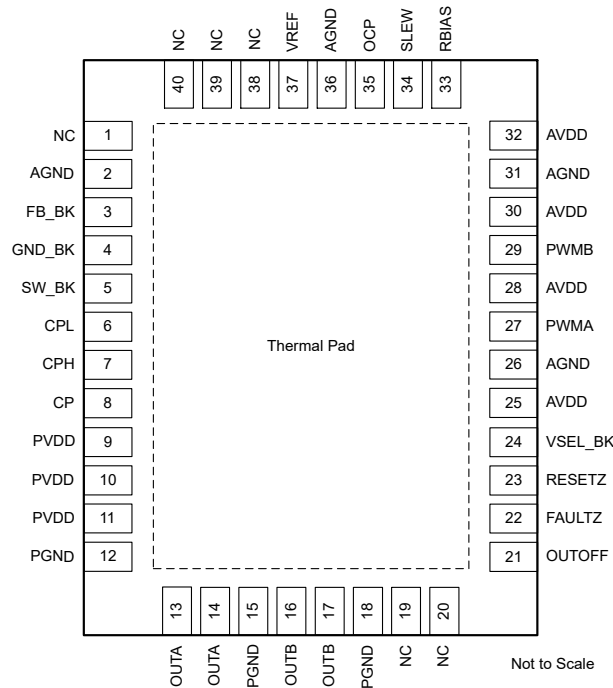 NC NC NC VREF AGND OCP SLEW RBIAS
40 39 38 37 36 35 34 33
NC 1 32 AVDD
AGND 2 31 AGND
FB_BK 3 30 AVDD
GND_BK 4 29 PWMB
SW_BK 5 28 AVDD
CPL 6 27 PWMA
Thermal Pad
CPH 7 26 AGND
CP 8 25 AVDD
PVDD 9 24 VSEL_BK
PVDD 10 23 RESETZ
PVDD 11 22 FAULTZ
PGND 12 21 OUTOFF
13 14 15 16 17 18 19 20
OUTA OUTA PGND OUTB OUTB PGND NC NC
Not to Scale